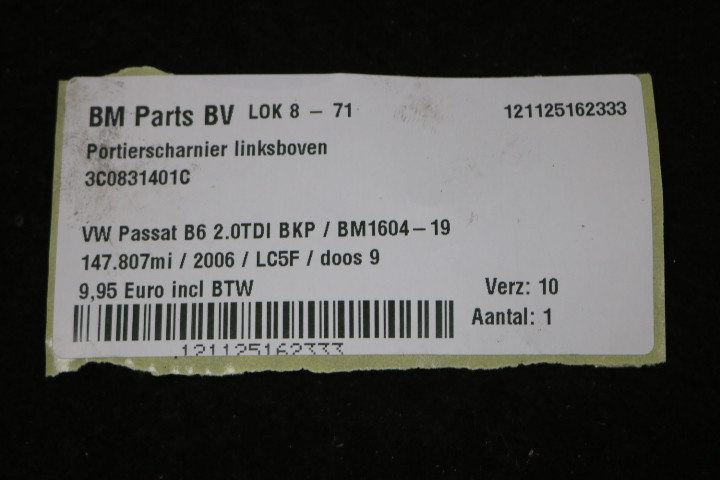 BM Parts BV LOK 8 – 71 121125162333
Portierscharnier linksboven
3C0831401C
VW Passat B6 2.0TDI BKP / BM1604–19
147.807mi / 2006 / LC5F / doos 9
9,95 Euro incl BTW Verz: 10
Aantal: 1
121125162333